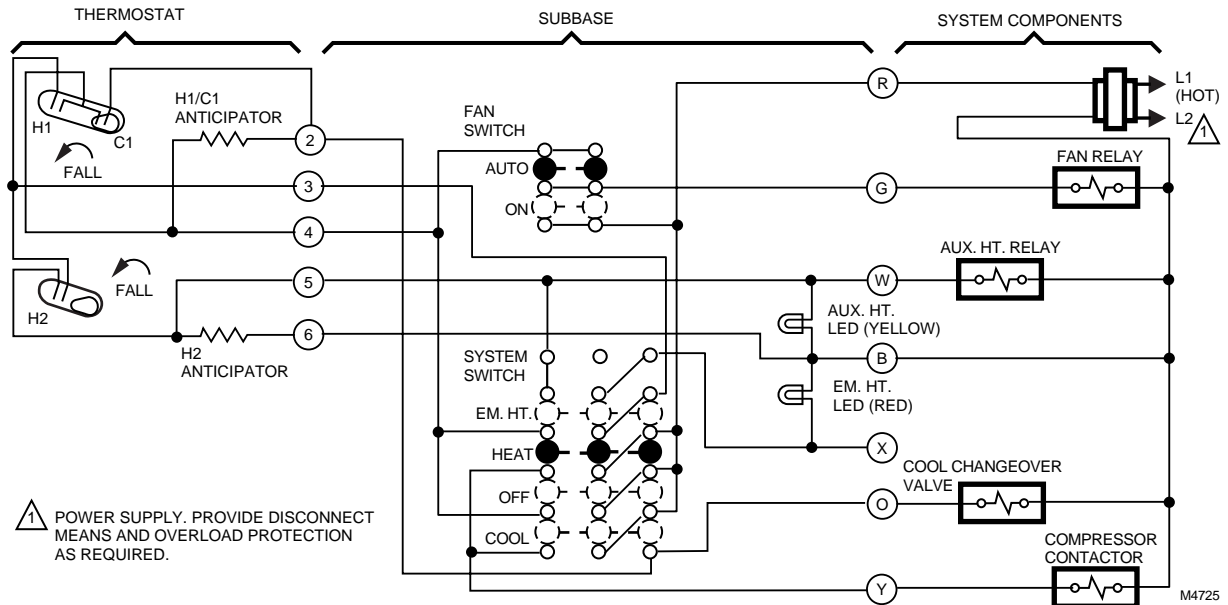 THERMOSTAT
SUBBASE
SYSTEM COMPONENTS
H1
C1
FALL
H1/C1
ANTICIPATOR
2
3
4
H2
FALL
5
6
H2
ANTICIPATOR
FAN
SWITCH
AUTO
ON
SYSTEM
SWITCH
EM. HT.
HEAT
OFF
COOL
R
G
W
AUX. HT.
LED (YELLOW)
B
EM. HT.
LED (RED)
X
O
Y
L1
(HOT)
L2
1
FAN RELAY
AUX. HT. RELAY
COOL CHANGEOVER
VALVE
COMPRESSOR
CONTACTOR
1 POWER SUPPLY. PROVIDE DISCONNECT
MEANS AND OVERLOAD PROTECTION
AS REQUIRED.
M4725